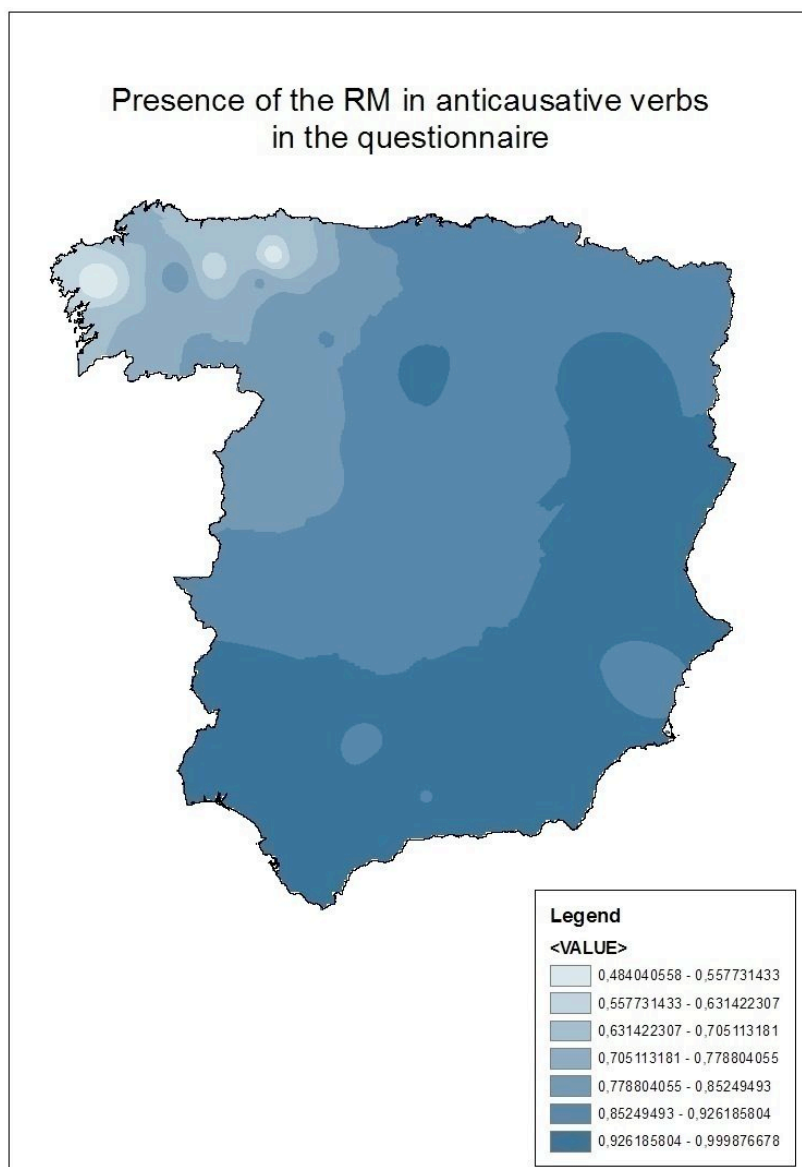 Presence of the RM in anticausative verbs
in the questionnaire
Legend
<VALUE>
0,484040558 - 0,557731433
0,557731433 - 0,631422307
0,631422307 - 0,705113181
0,705113181 - 0,778804055
0,778804055 - 0,85249493
0,85249493 - 0,926185804
0,926185804 - 0,999876678